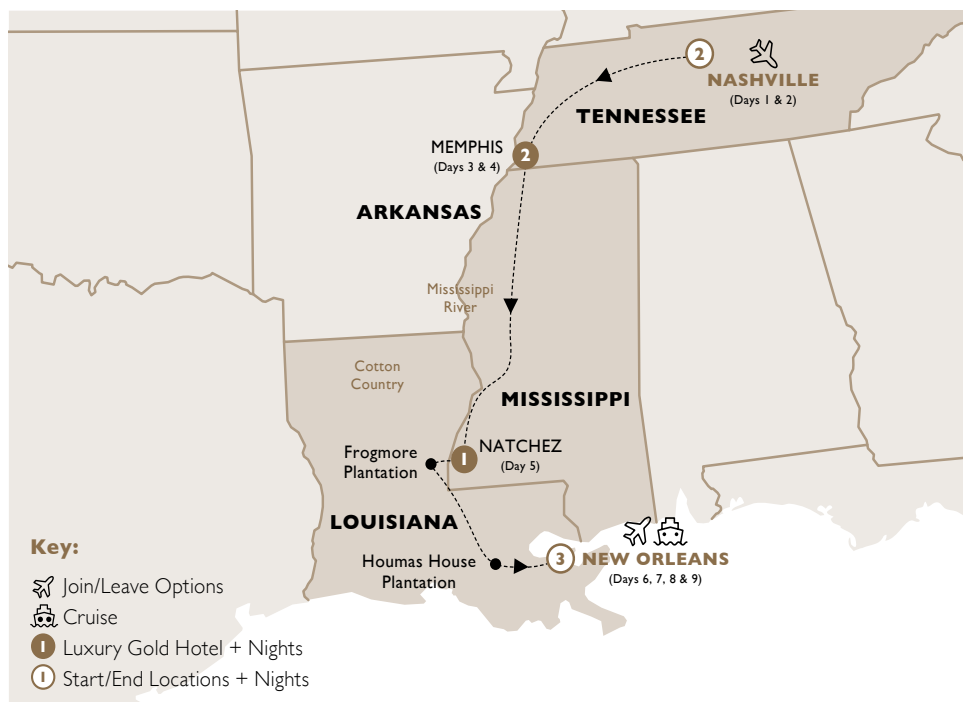 2
NASHVILLE
(Days 1 & 2)
TENNESSEE
MEMPHIS
(Days 3 & 4)
2
ARKANSAS
Mississippi
River
Cotton
Country
MISSISSIPPI
Frogmore
Plantation
1
NATCHEZ
(Day 5)
LOUISIANA
Houmas House
Plantation
3
NEW ORLEANS
(Days 6, 7, 8 & 9)
Key:
Join/Leave Options
Cruise
1 Luxury Gold Hotel + Nights
1 Start/End Locations + Nights